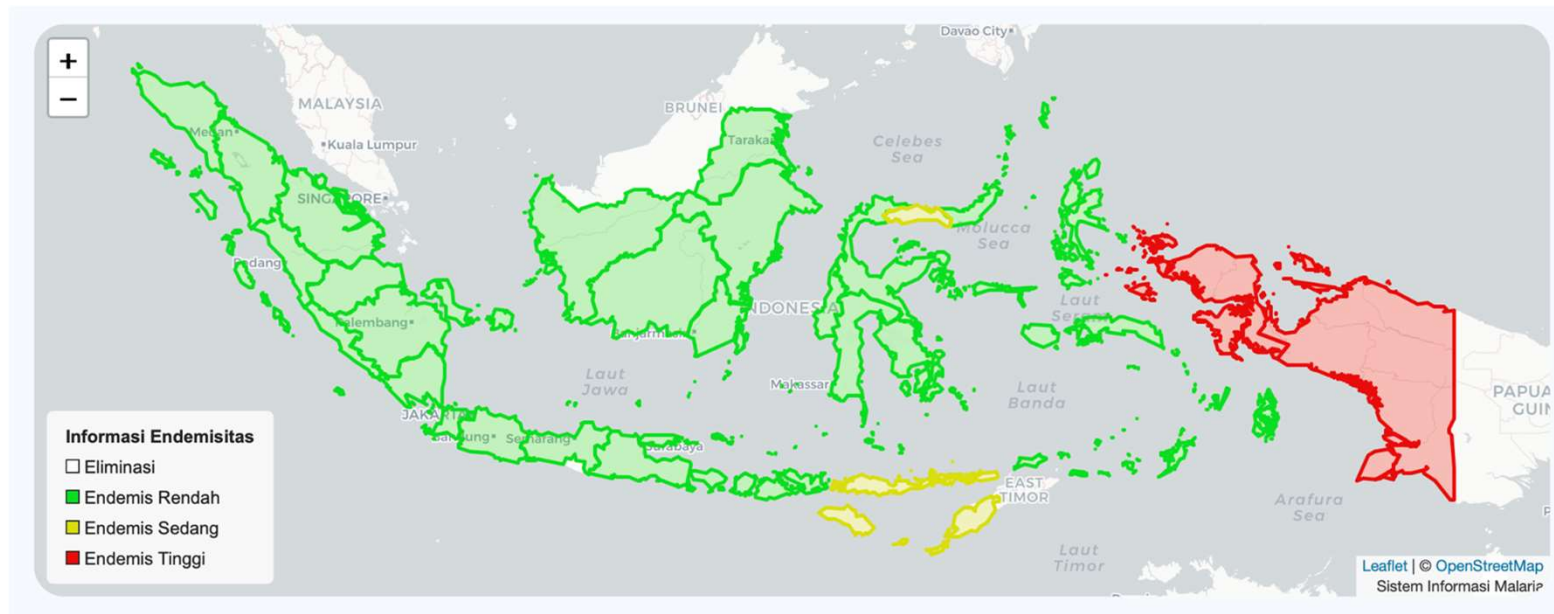 +
−
MALAYSIA
Medan
Kuala Lumpur
SINGAPORE
Padang
Palembang
BRUNEI
Davao City
Celebes
Sea
Molucca
Sea
INDONESIA
Laut
Seram
Laut
Jawa
Makassar
Laut
Banda
JAKARTA
Bandung
Semarang
Surabaya
EAST
TIMOR
Arafura
Sea
Laut
Timor
PAPUA
GUIN
Informasi Endemisitas
Eliminasi
Endemis Rendah
Endemis Sedang
Endemis Tinggi
Leaflet | © OpenStreetMap
Sistem Informasi Malaria